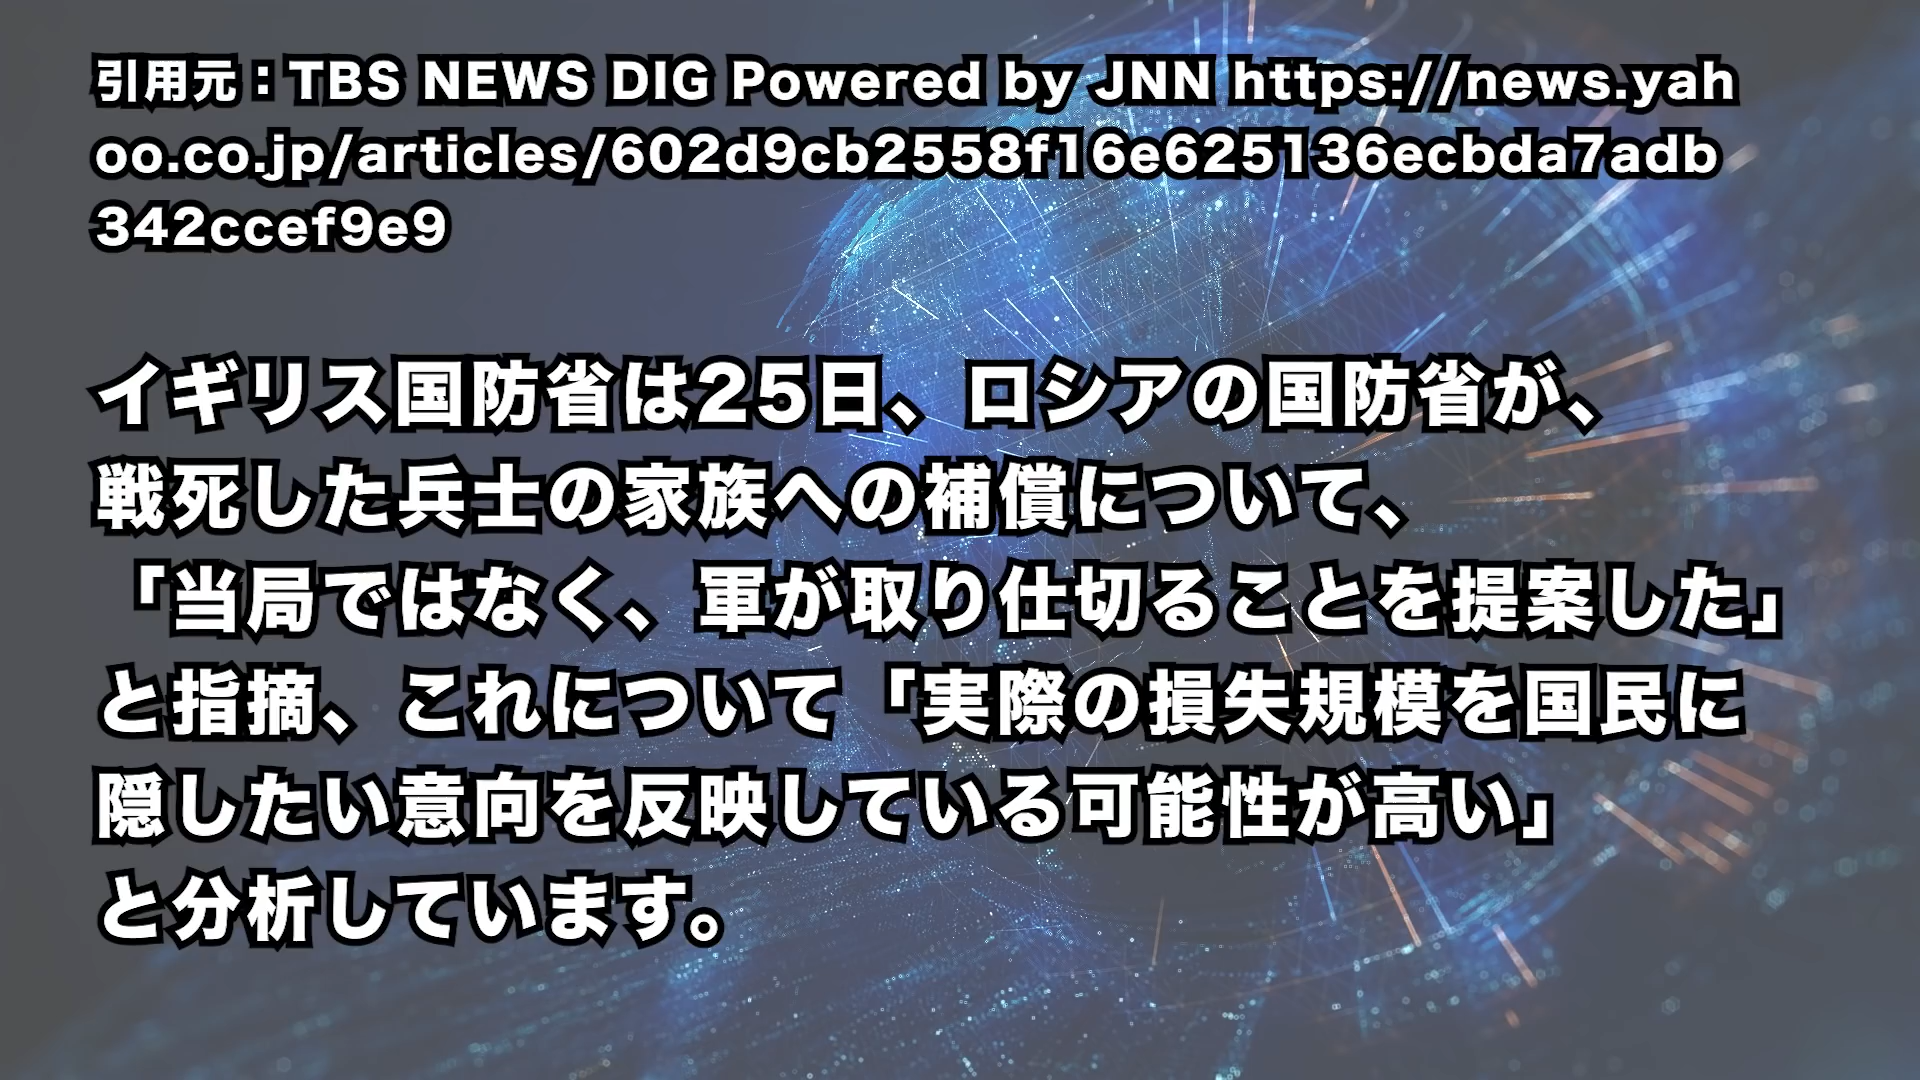 引用元：TBS NEWS DIG Powered by JNN https://news.yah
oo.co.jp/articles/602d9cb2558f16e625136ecbda7adb
342ccef9e9
イギリス国防省は25日、ロシアの国防省が、
戦死した兵士の家族への補償について、
「当局ではなく、軍が取り仕切ることを提案した」
と指摘、これについて「実際の損失規模を国民に
隠したい意向を反映している可能性が高い」
と分析しています。